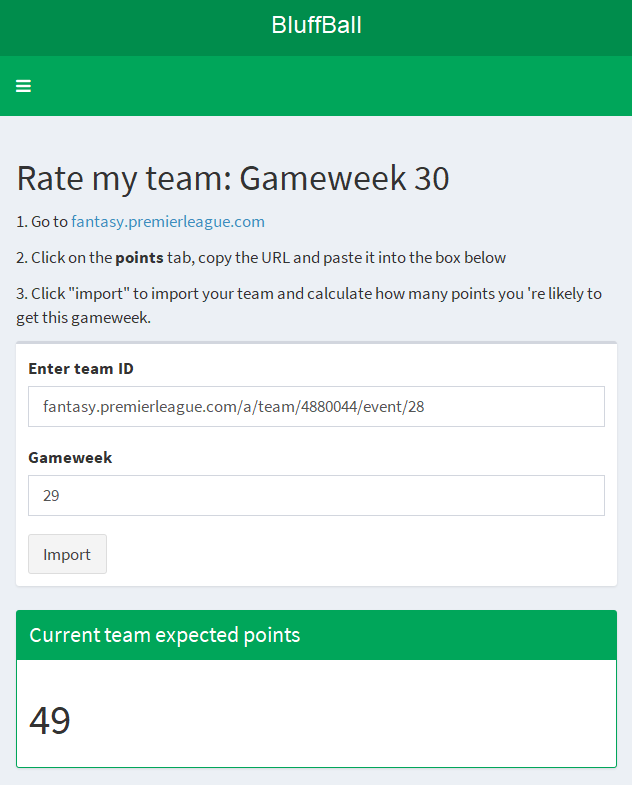 BluffBall
Rate my team: Gameweek 30
1. Go to fantasy.premierleague.com
2. Click on the points tab, copy the URL and paste it into the box below
3. Click "import" to import your team and calculate how many points you 're likely to
get this gameweek.
Enter team ID
fantasy.premierleague.com/a/team/4880044/event/28
Gameweek
29
Import
Current team expected points
49